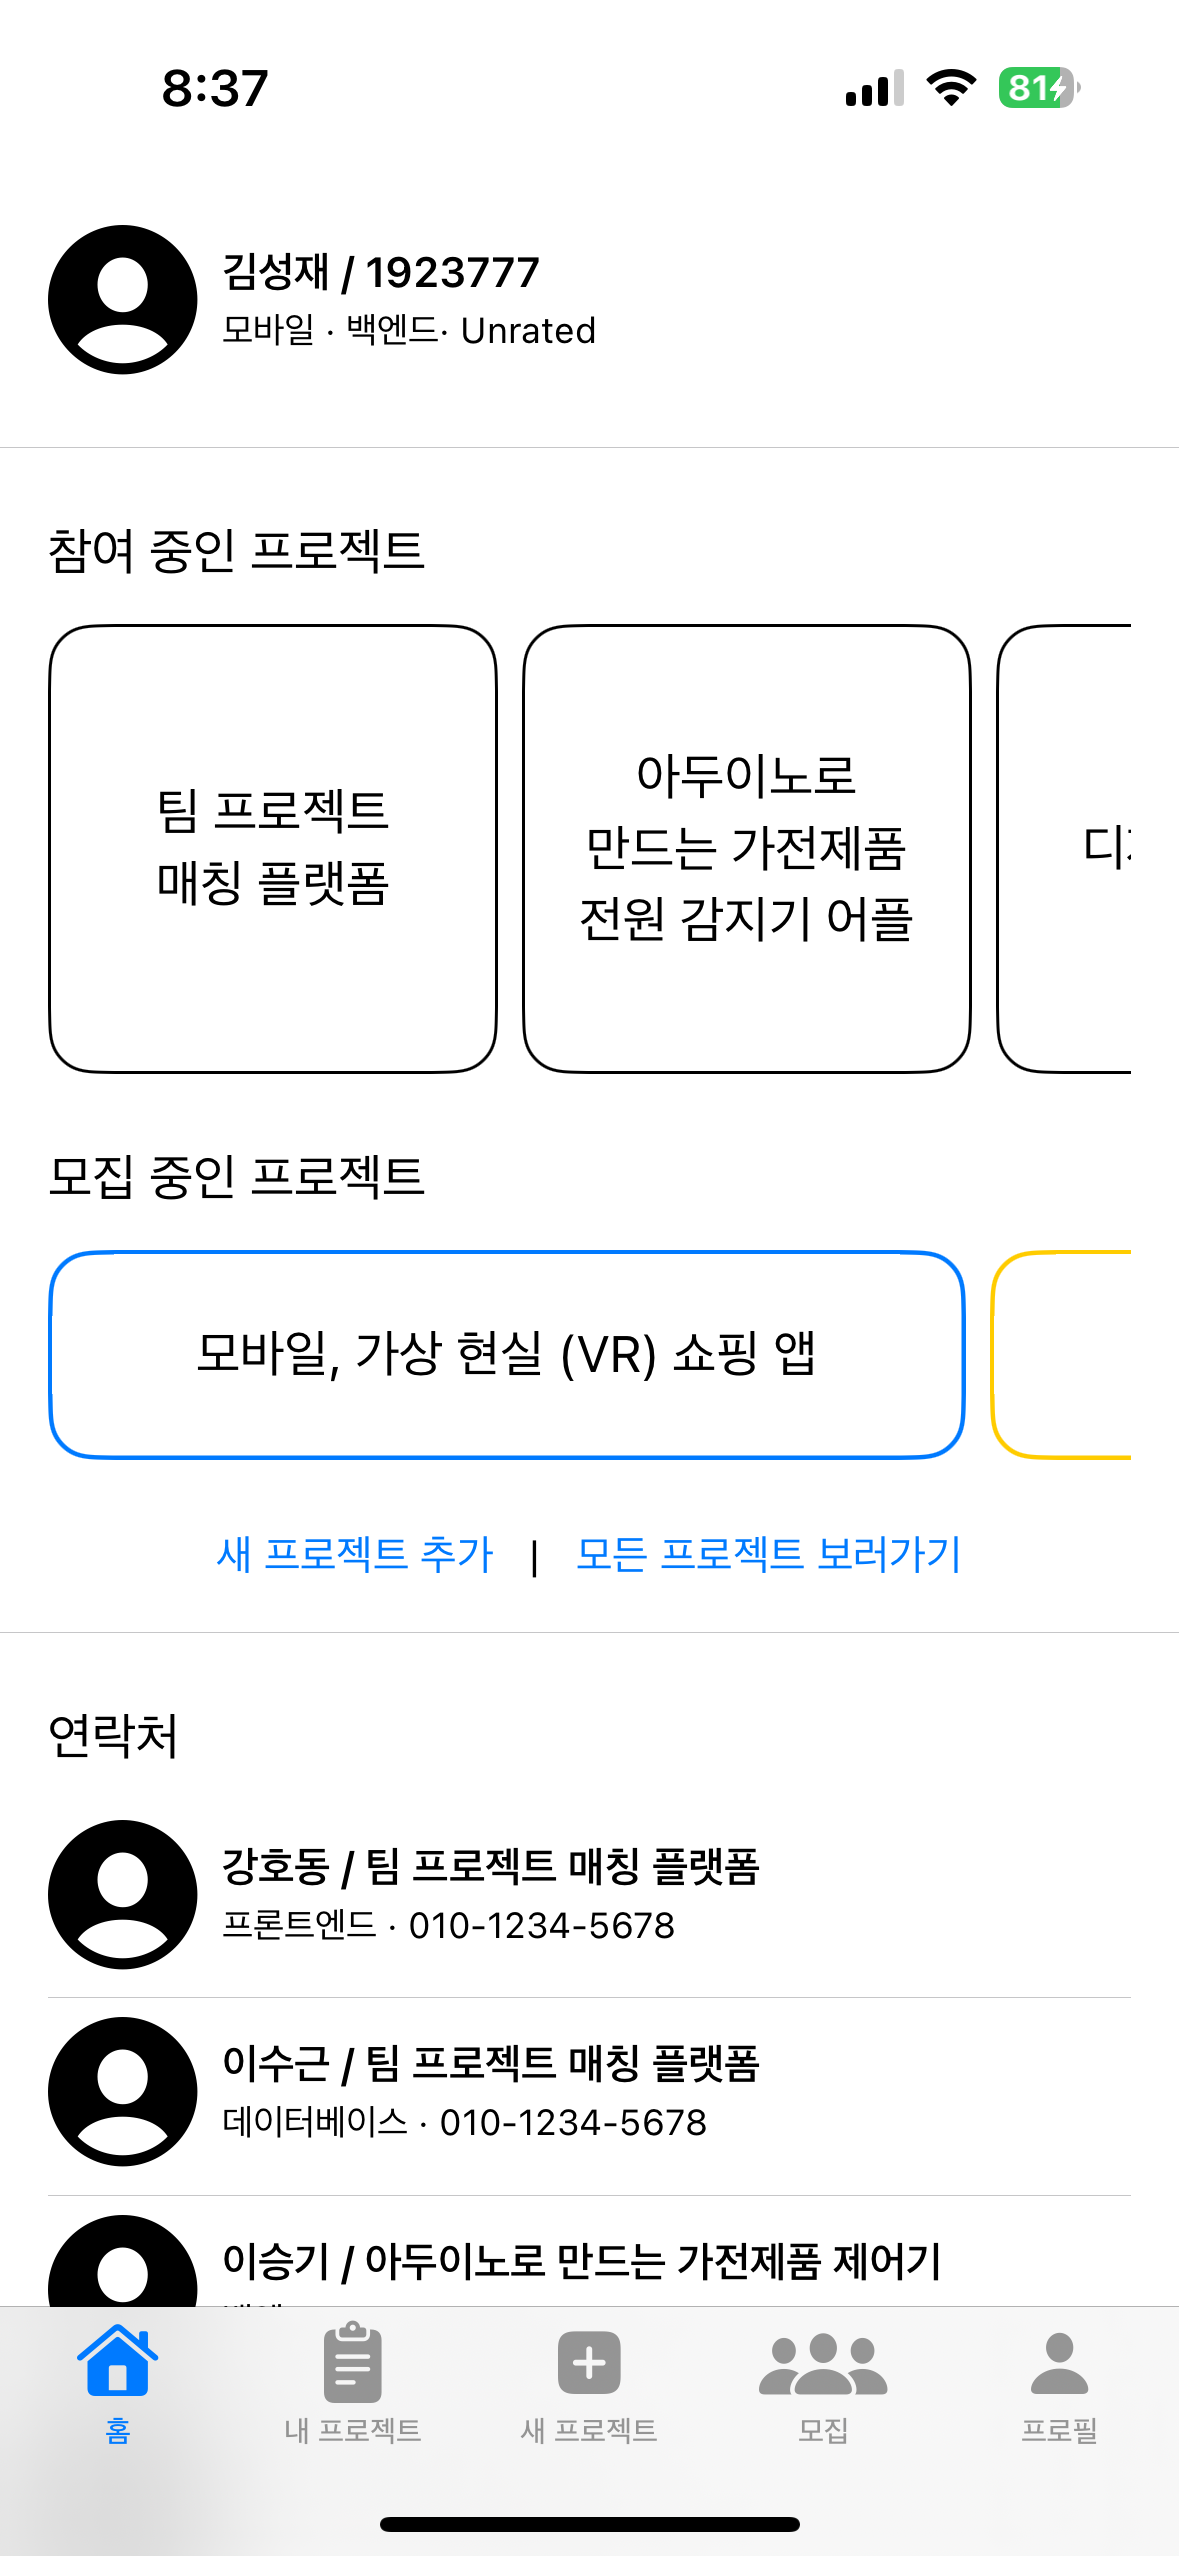 8:37
81
김성재 / 1923777
모바일 · 백엔드· Unrated
참여 중인 프로젝트
팀 프로젝트
매칭 플랫폼
아두이노로
만드는 가전제품
전원 감지기 어플
모집 중인 프로젝트
모바일, 가상 현실 (VR) 쇼핑 앱
새 프로젝트 추가 | 모든 프로젝트 보러가기
연락처
강호동 / 팀 프로젝트 매칭 플랫폼
프론트엔드 · 010-1234-5678
이수근 / 팀 프로젝트 매칭 플랫폼
데이터베이스 · 010-1234-5678
이승기 / 아두이노로 만드는 가전제품 제어기
홈
내 프로젝트
새 프로젝트
모집
프로필